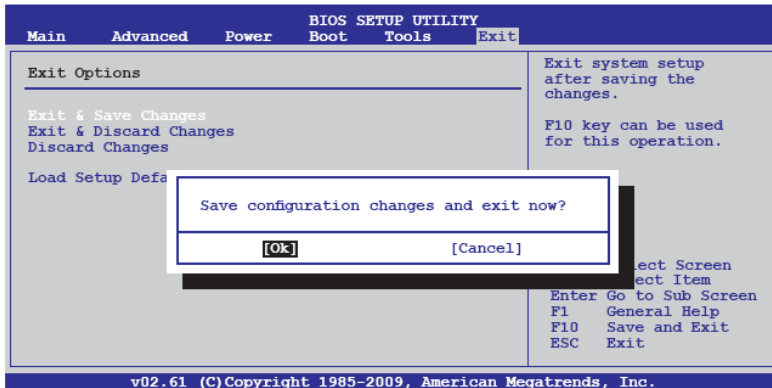 BIOS SETUP UTILITY
Main Advanced Power Boot Tools Exit
Exit Options
Exit & Save Changes
Exit & Discard Changes
Discard Changes
Load Setup Defa
Save configuration changes and exit now?
[Ok] [Cancel]
Exit system setup
after saving the
changes.
F10 key can be used
for this operation.
ect Screen
ect Item
Enter Go to Sub Screen
F1 General Help
F10 Save and Exit
ESC Exit
v02.61 (C)Copyright 1985-2009, American Megatrends, Inc.